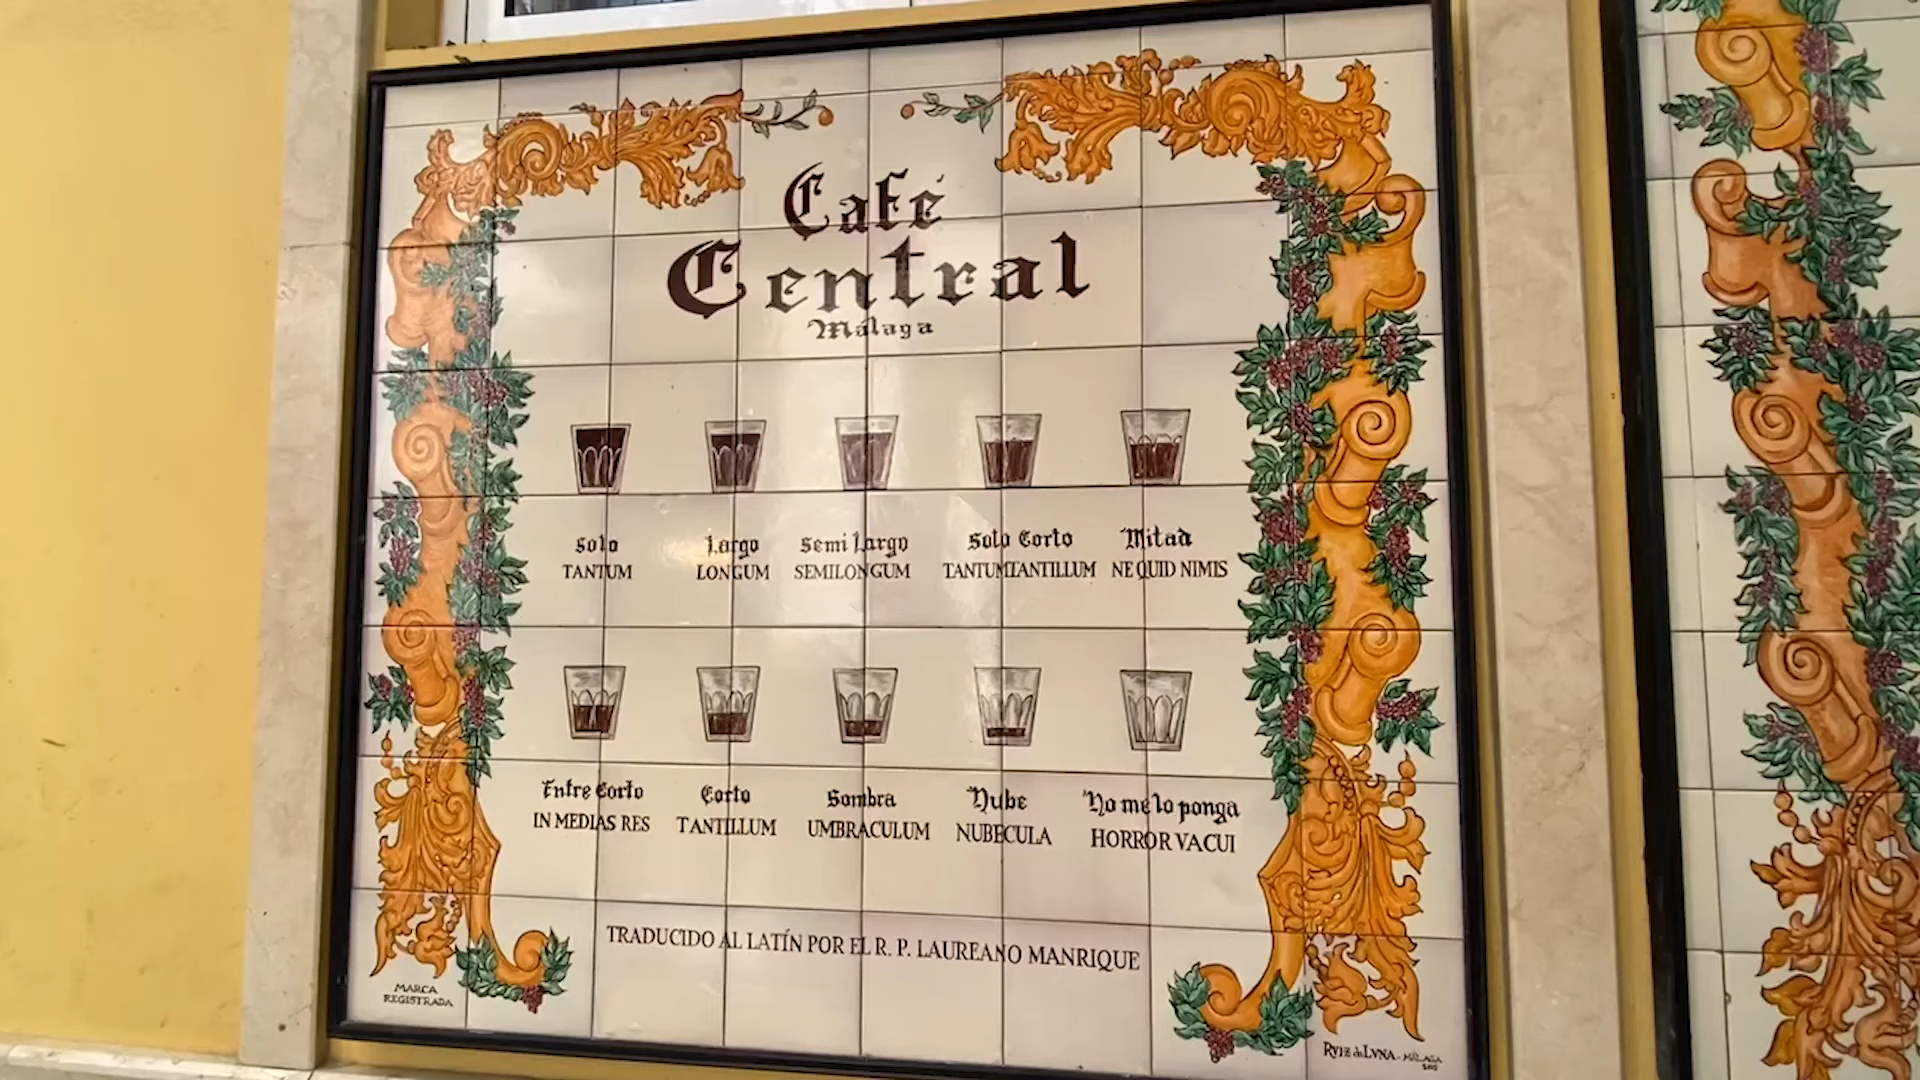 Café
Central
Málaga
Solo
TANTUM
Largo
LONGUM
Semi Largo
SEMILONGUM
Solo Corto
TANTUMTANTILLUM
Mitad
NE QUID NIMIS
Entre Corto
IN MEDIAS RES
Corto
TANTILLUM
Sombra
UMBRACULUM
Nube
NUBECULA
No me lo ponga
HORROR VACUI
TRADUCIDO AL LATÍN POR EL R. P. LAUREANO MANRIQUE
MARCA
REGISTRADA
RVIZ de LVNA - MÁLAGA